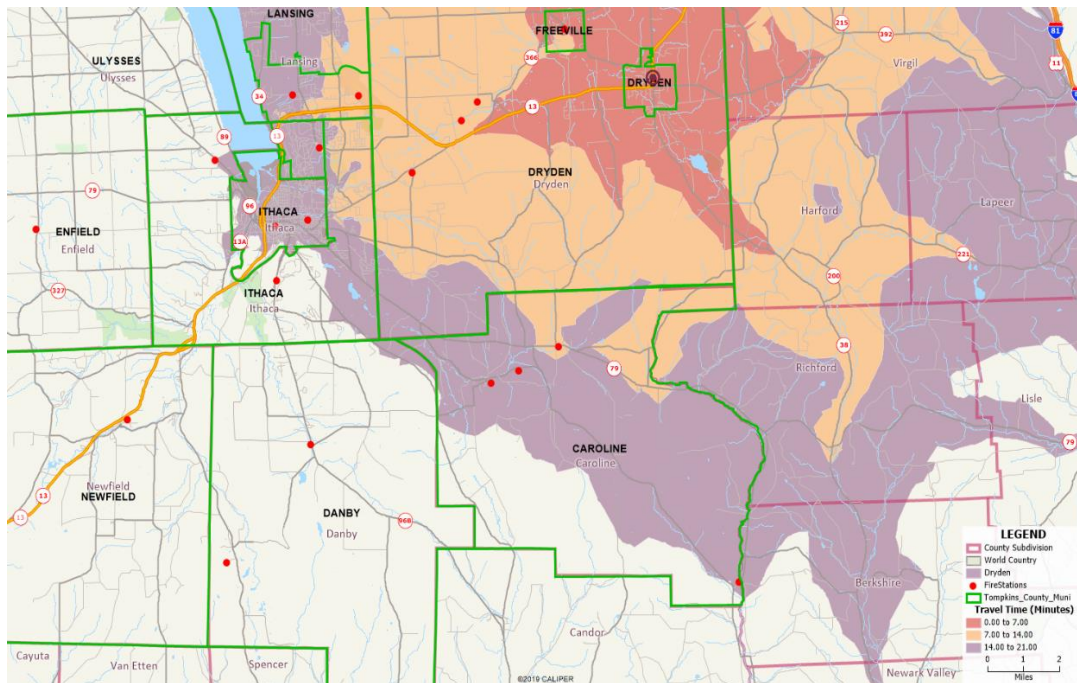 LANSING
Lansing
FREEVILLE
215
392
81
11
ULYSSES
Ulysses
366
Virgil
34
DRYDEN
13
89
13
DRYDEN
Dryden
79
96
ITHACA
Ithaca
Harford
Lapeer
ENFIELD
Enfield
13A
221
200
327
ITHACA
Ithaca
38
79
Richford
Lisle
79
CAROLINE
Caroline
Newfield
NEWFIELD
13
13
DANBY
Danby
96B
Berkshire
Candor
Cayuta
Van Etten
Spencer
Newark Valley
©2019 CALIPER
LEGEND
County Subdivision
World Country
Dryden
FireStations
Tompkins_County_Muni
Travel Time (Minutes)
0.00 to 7.00
7.00 to 14.00
14.00 to 21.00
0 1 2
Miles